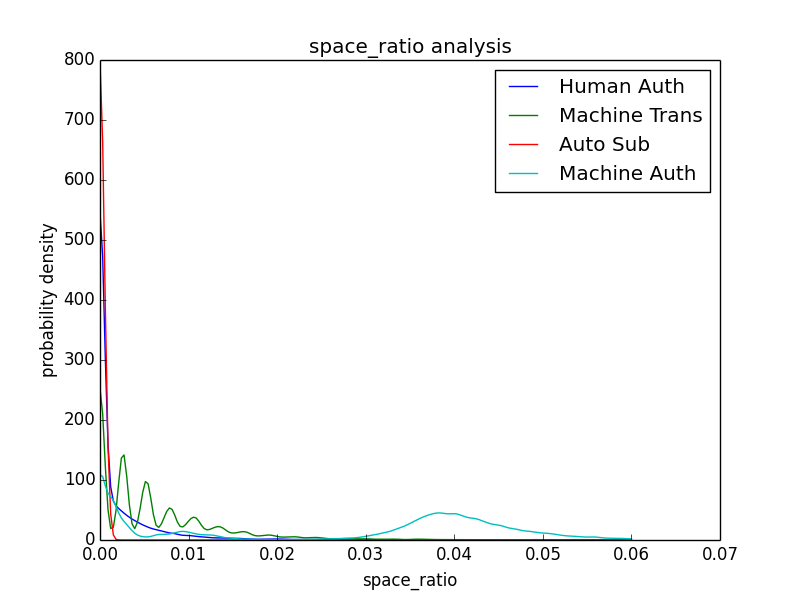 space_ratio analysis
800
700
600
500
400
300
200
100
0
probability density
Human Auth
Machine Trans
Auto Sub
Machine Auth
0.00 0.01 0.02 0.03 0.04 0.05 0.06 0.07
space_ratio